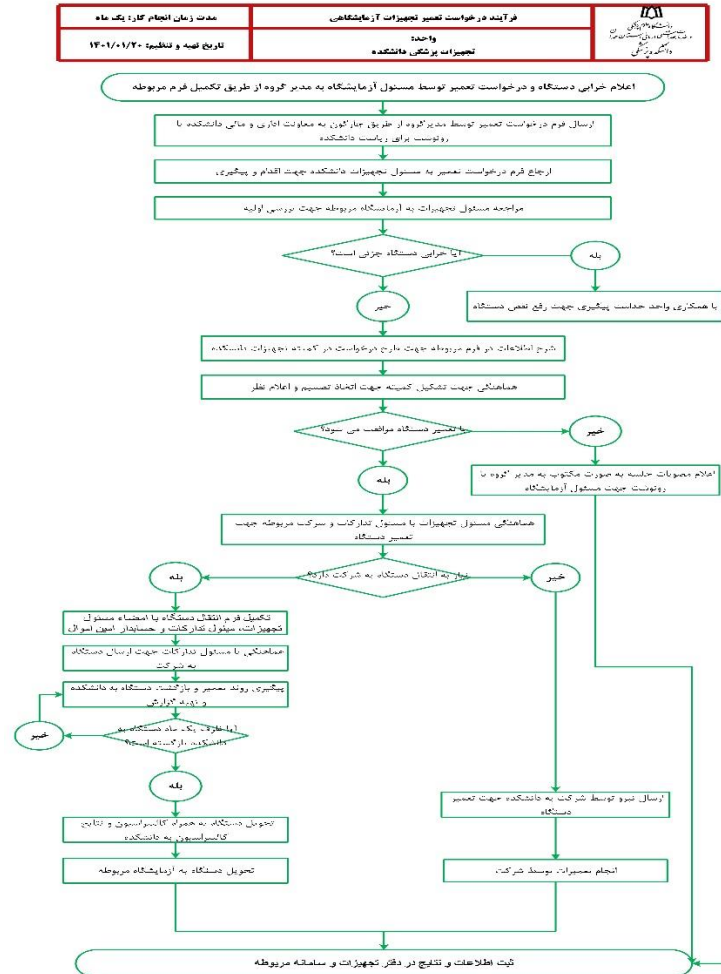 فرآیند درخواست تعمیر تجهیزات آزمایشگاهی
مدت زمان انجام کار: یک ماه
واحد:
تجهیزات پزشکی دانشکده
تاریخ تهیه و تنظیم: ۱۴۰۱/۰۱/۲۰
اعلام خرابی دستگاه و درخواست تعمیر توسط مسئول آزمایشگاه به مدیر گروه از طریق تکمیل فرم مربوطه
ارسال فرم درخواست تعمیر توسط مدیرگروه از طریق چارگون به معاونت اداری و مالی دانشکده با
رونوشت برای ریاست دانشکده
ارجاع فرم درخواست تعمیر به مسئول تجهیزات دانشکده جهت اقدام و پیگیری
مراجعه مسئول تجهیزات به آزمایشگاه مربوطه جهت بررسی اولیه
آیا خرابی دستگاه جزئی است؟
بله
خیر
با همکاری واحد خدامت پیگیری جهت رفع نقص دستگاه
شرح اطلاعات در فرم مربوطه جهت طرح درخواست در کمیته تجهیزات دانشکده
هماهنگی جهت تشکیل کمیته جهت اتخاذ تصمیم و اعلام نظر
با تعمیر دستگاه موافقت می شود؟
خیر
بله
اعلام مصوبات جلسه به صورت مکتوب به مدیر گروه با
رونوشت جهت مسئول آزمایشگاه
هماهنگی مسئول تجهیزات با مسئول تدارکات و شرکت مربوطه جهت
تعمیر دستگاه
نیاز به انتقال دستگاه به شرکت دارد؟
بله
خیر
تکمیل فرم انتقال دستگاه با امضاء مسئول
تجهیزات، مسئول تدارکات و حسابدار امین اموال
هماهنگی با مسئول تدارکات جهت ارسال دستگاه
به شرکت
پیگیری روند تعمیر و بازگشت دستگاه به دانشکده
و تهیه گزارش
آیا ظرف یک ماه دستگاه به
دانشکده بازگشته است؟
خیر
بله
ارسال نیرو توسط شرکت به دانشکده جهت تعمیر
دستگاه
تحویل دستگاه به همراه کالیبراسیون و نتایج
کالیبراسیون به دانشکده
تحویل دستگاه به آزمایشگاه مربوطه
انجام تعمیرات توسط شرکت
ثبت اطلاعات و نتایج در دفتر تجهیزات و سامانه مربوطه